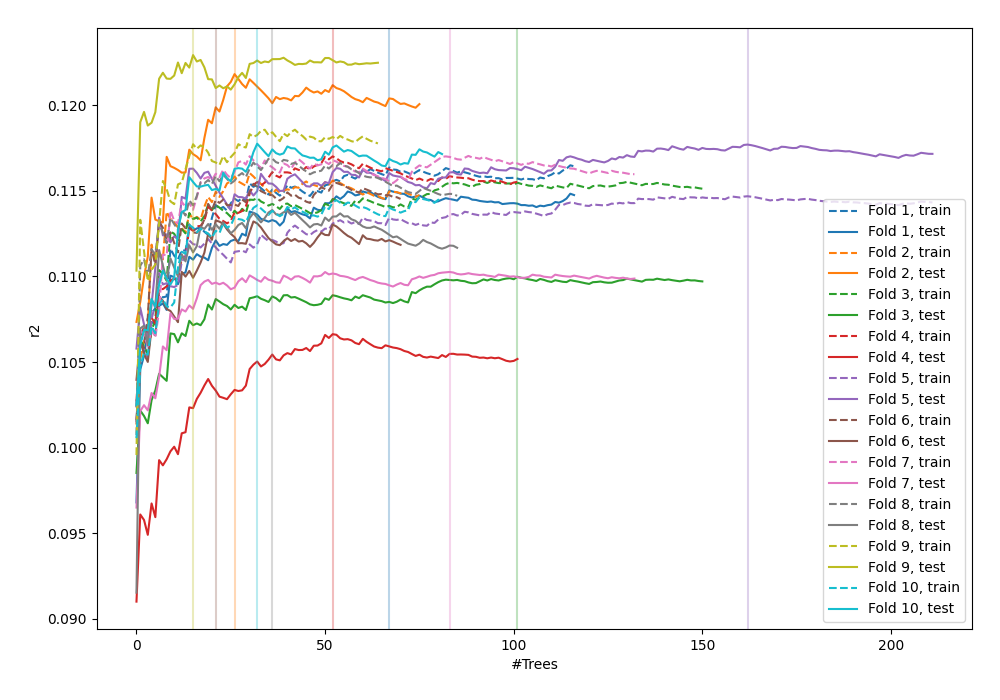 0.120
0.115
0.110
0.105
0.100
0.095
0.090
r2
0
50
100
150
200
#Trees
Fold 1, train
Fold 1, test
Fold 2, train
Fold 2, test
Fold 3, train
Fold 3, test
Fold 4, train
Fold 4, test
Fold 5, train
Fold 5, test
Fold 6, train
Fold 6, test
Fold 7, train
Fold 7, test
Fold 8, train
Fold 8, test
Fold 9, train
Fold 9, test
Fold 10, train
Fold 10, test